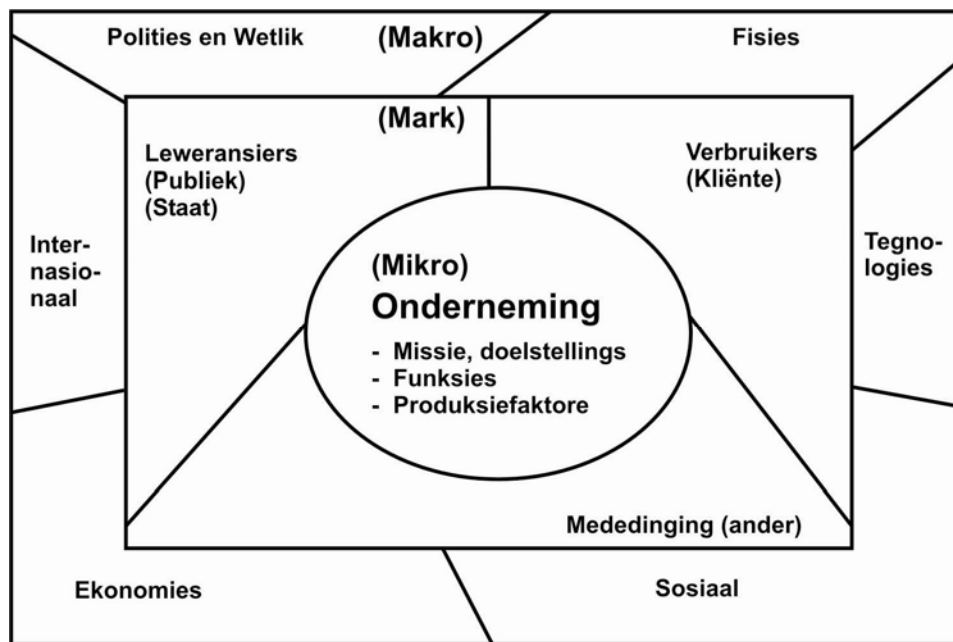 Polities en Wetlik
(Makro)
Fisies
(Mark)
Leweransiers
(Publiek)
(Staat)
Verbruikers
(Kliënte)
Inter-
nasio-
naal
Tegno-
logies
(Mikro)
Onderneming
- Missie, doelstellings
- Funksies
- Produksiefaktore
Mededinging (ander)
Ekonomies
Sosiaal